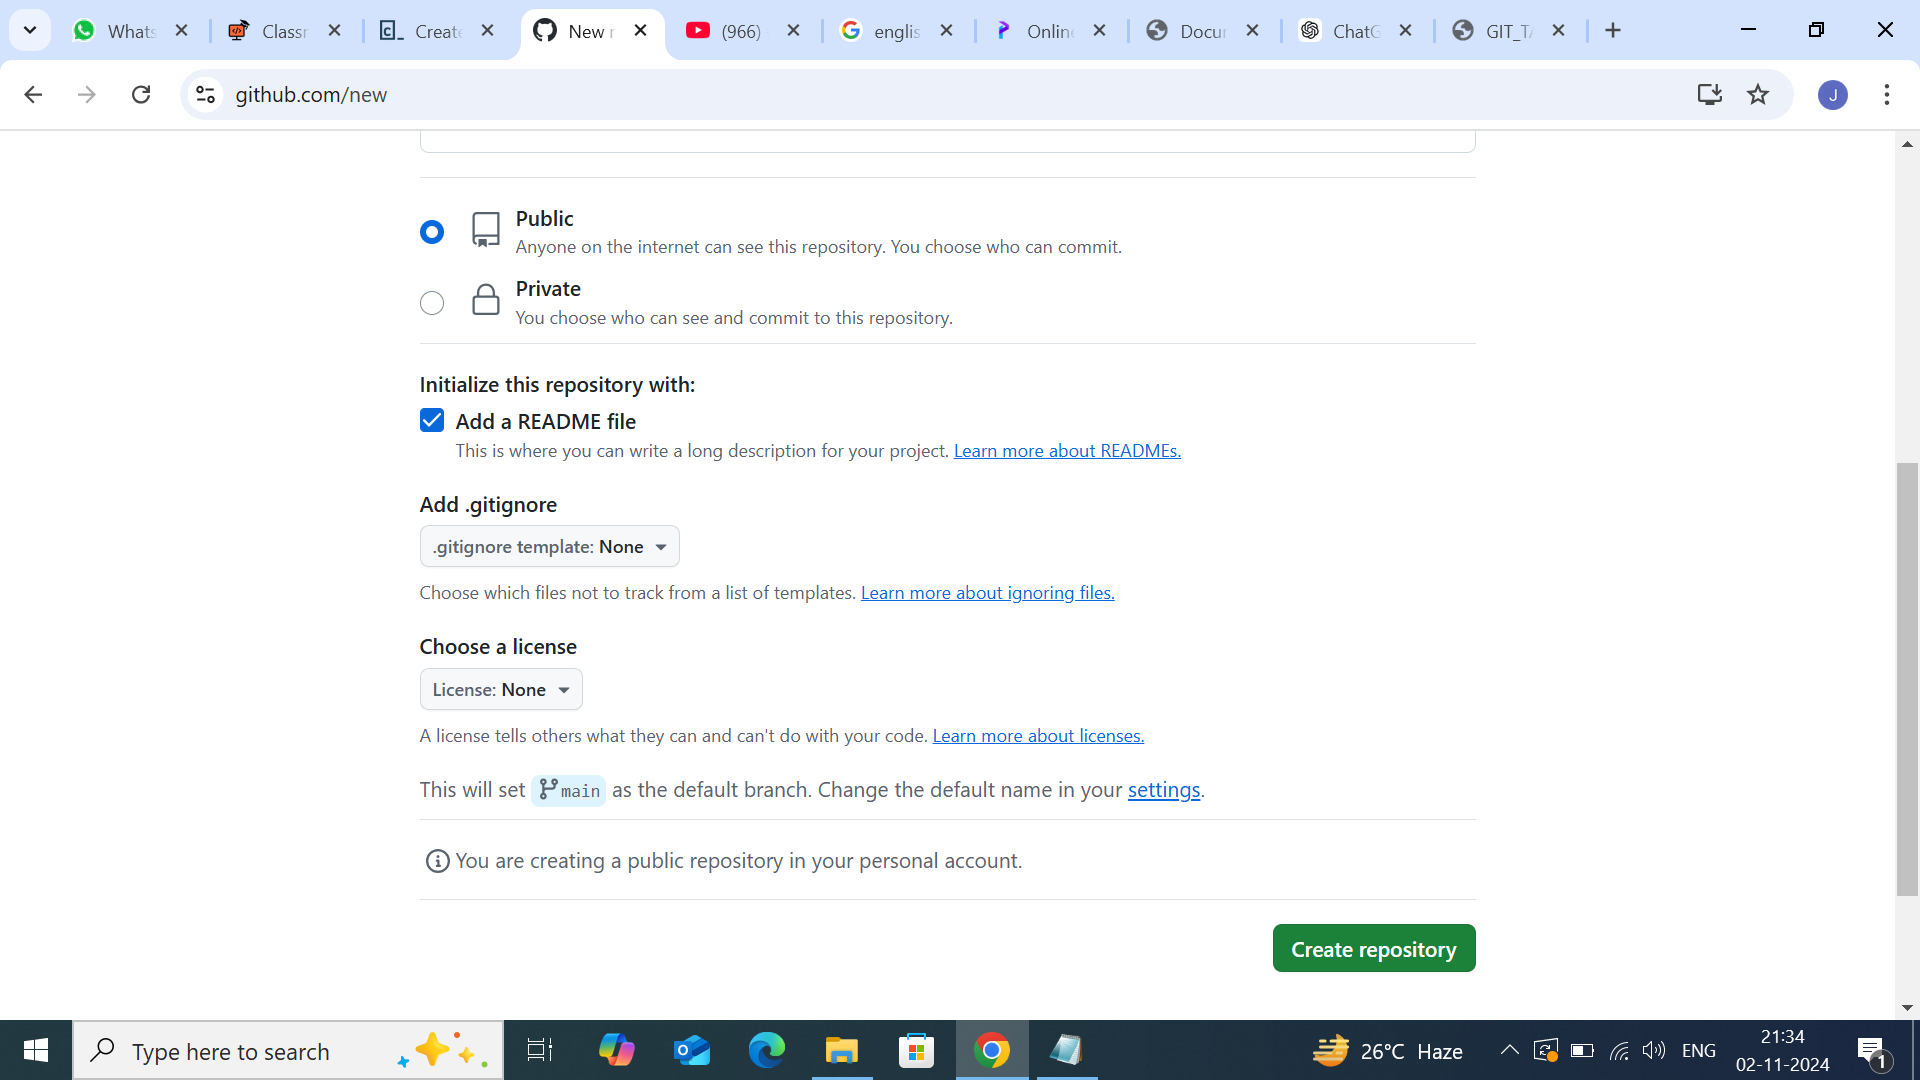 Whats
Classr
C_ Create
New r
(966)
englis
Online
Docur
ChatG
GIT_TA
github.com/new
J
Public
Anyone on the internet can see this repository. You choose who can commit.
Private
You choose who can see and commit to this repository.
Initialize this repository with:
Add a README file
This is where you can write a long description for your project. Learn more about READMEs.
Add .gitignore
.gitignore template: None
Choose which files not to track from a list of templates. Learn more about ignoring files.
Choose a license
License: None
A license tells others what they can and can't do with your code. Learn more about licenses.
This will set main as the default branch. Change the default name in your settings.
You are creating a public repository in your personal account.
Create repository
Type here to search
26°C Haze
ENG
21:34
02-11-2024
1